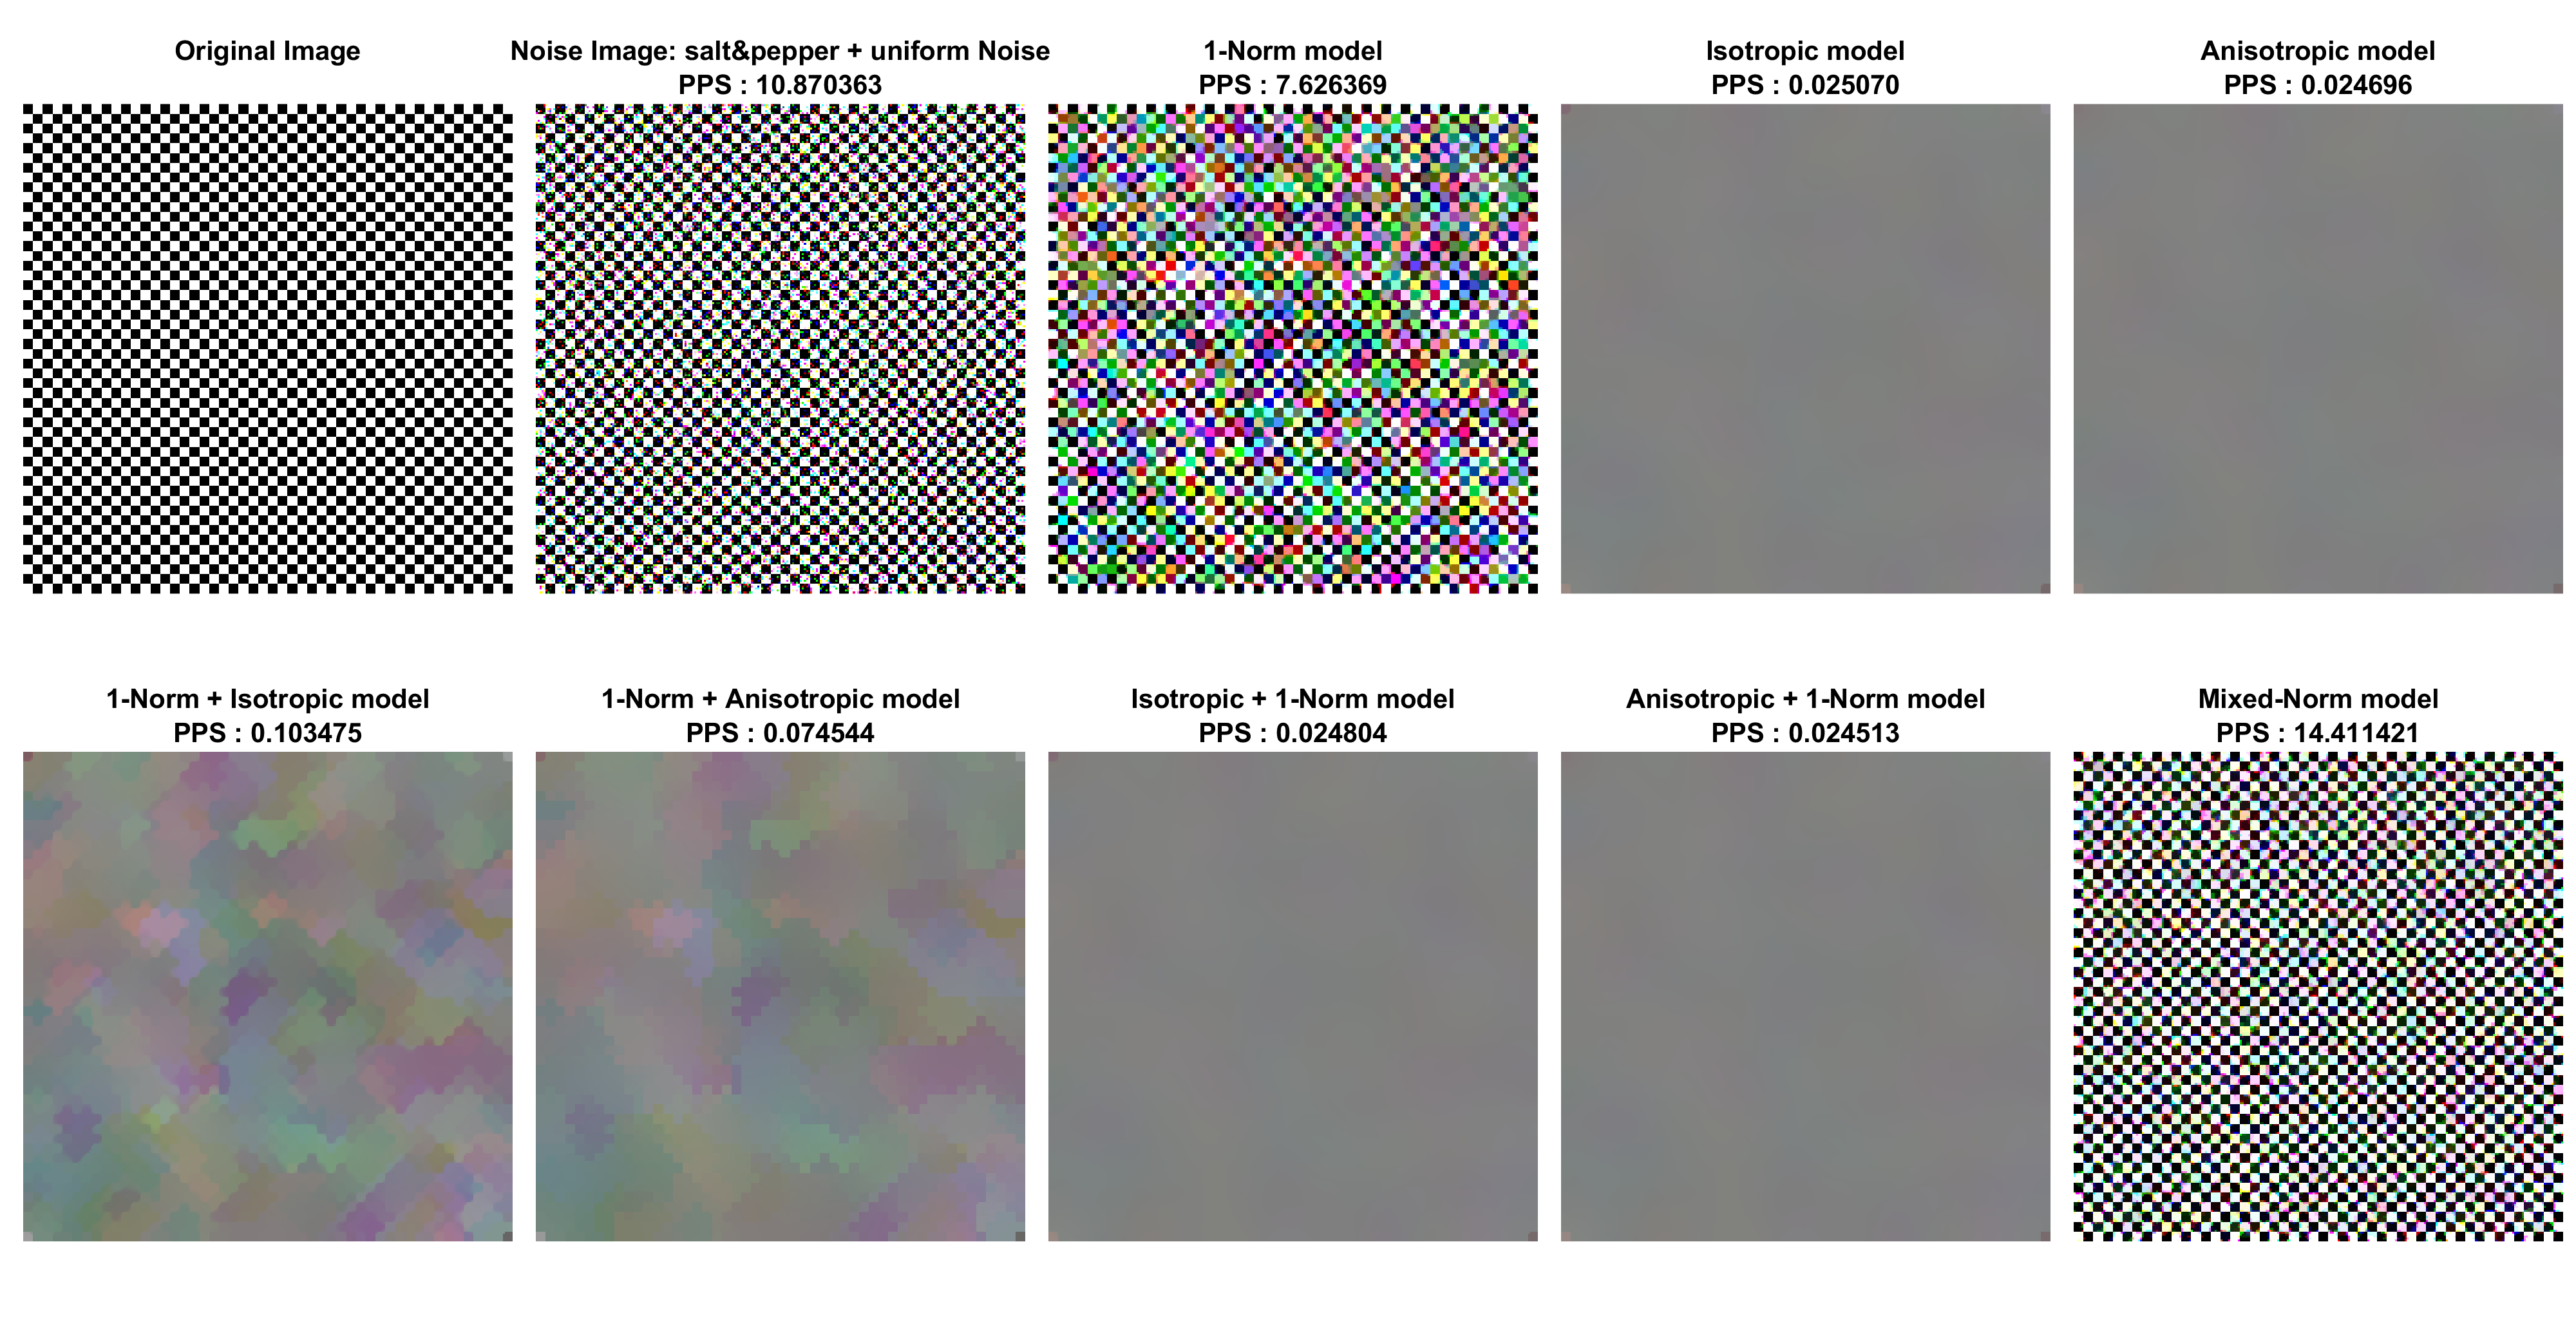 Original Image
Noise Image: salt&pepper + uniform Noise
PPS : 10.870363
1-Norm model
PPS : 7.626369
Isotropic model
PPS : 0.025070
Anisotropic model
PPS : 0.024696
1-Norm + Isotropic model
PPS : 0.103475
1-Norm + Anisotropic model
PPS : 0.074544
Isotropic + 1-Norm model
PPS : 0.024804
Anisotropic + 1-Norm model
PPS : 0.024513
Mixed-Norm model
PPS : 14.411421